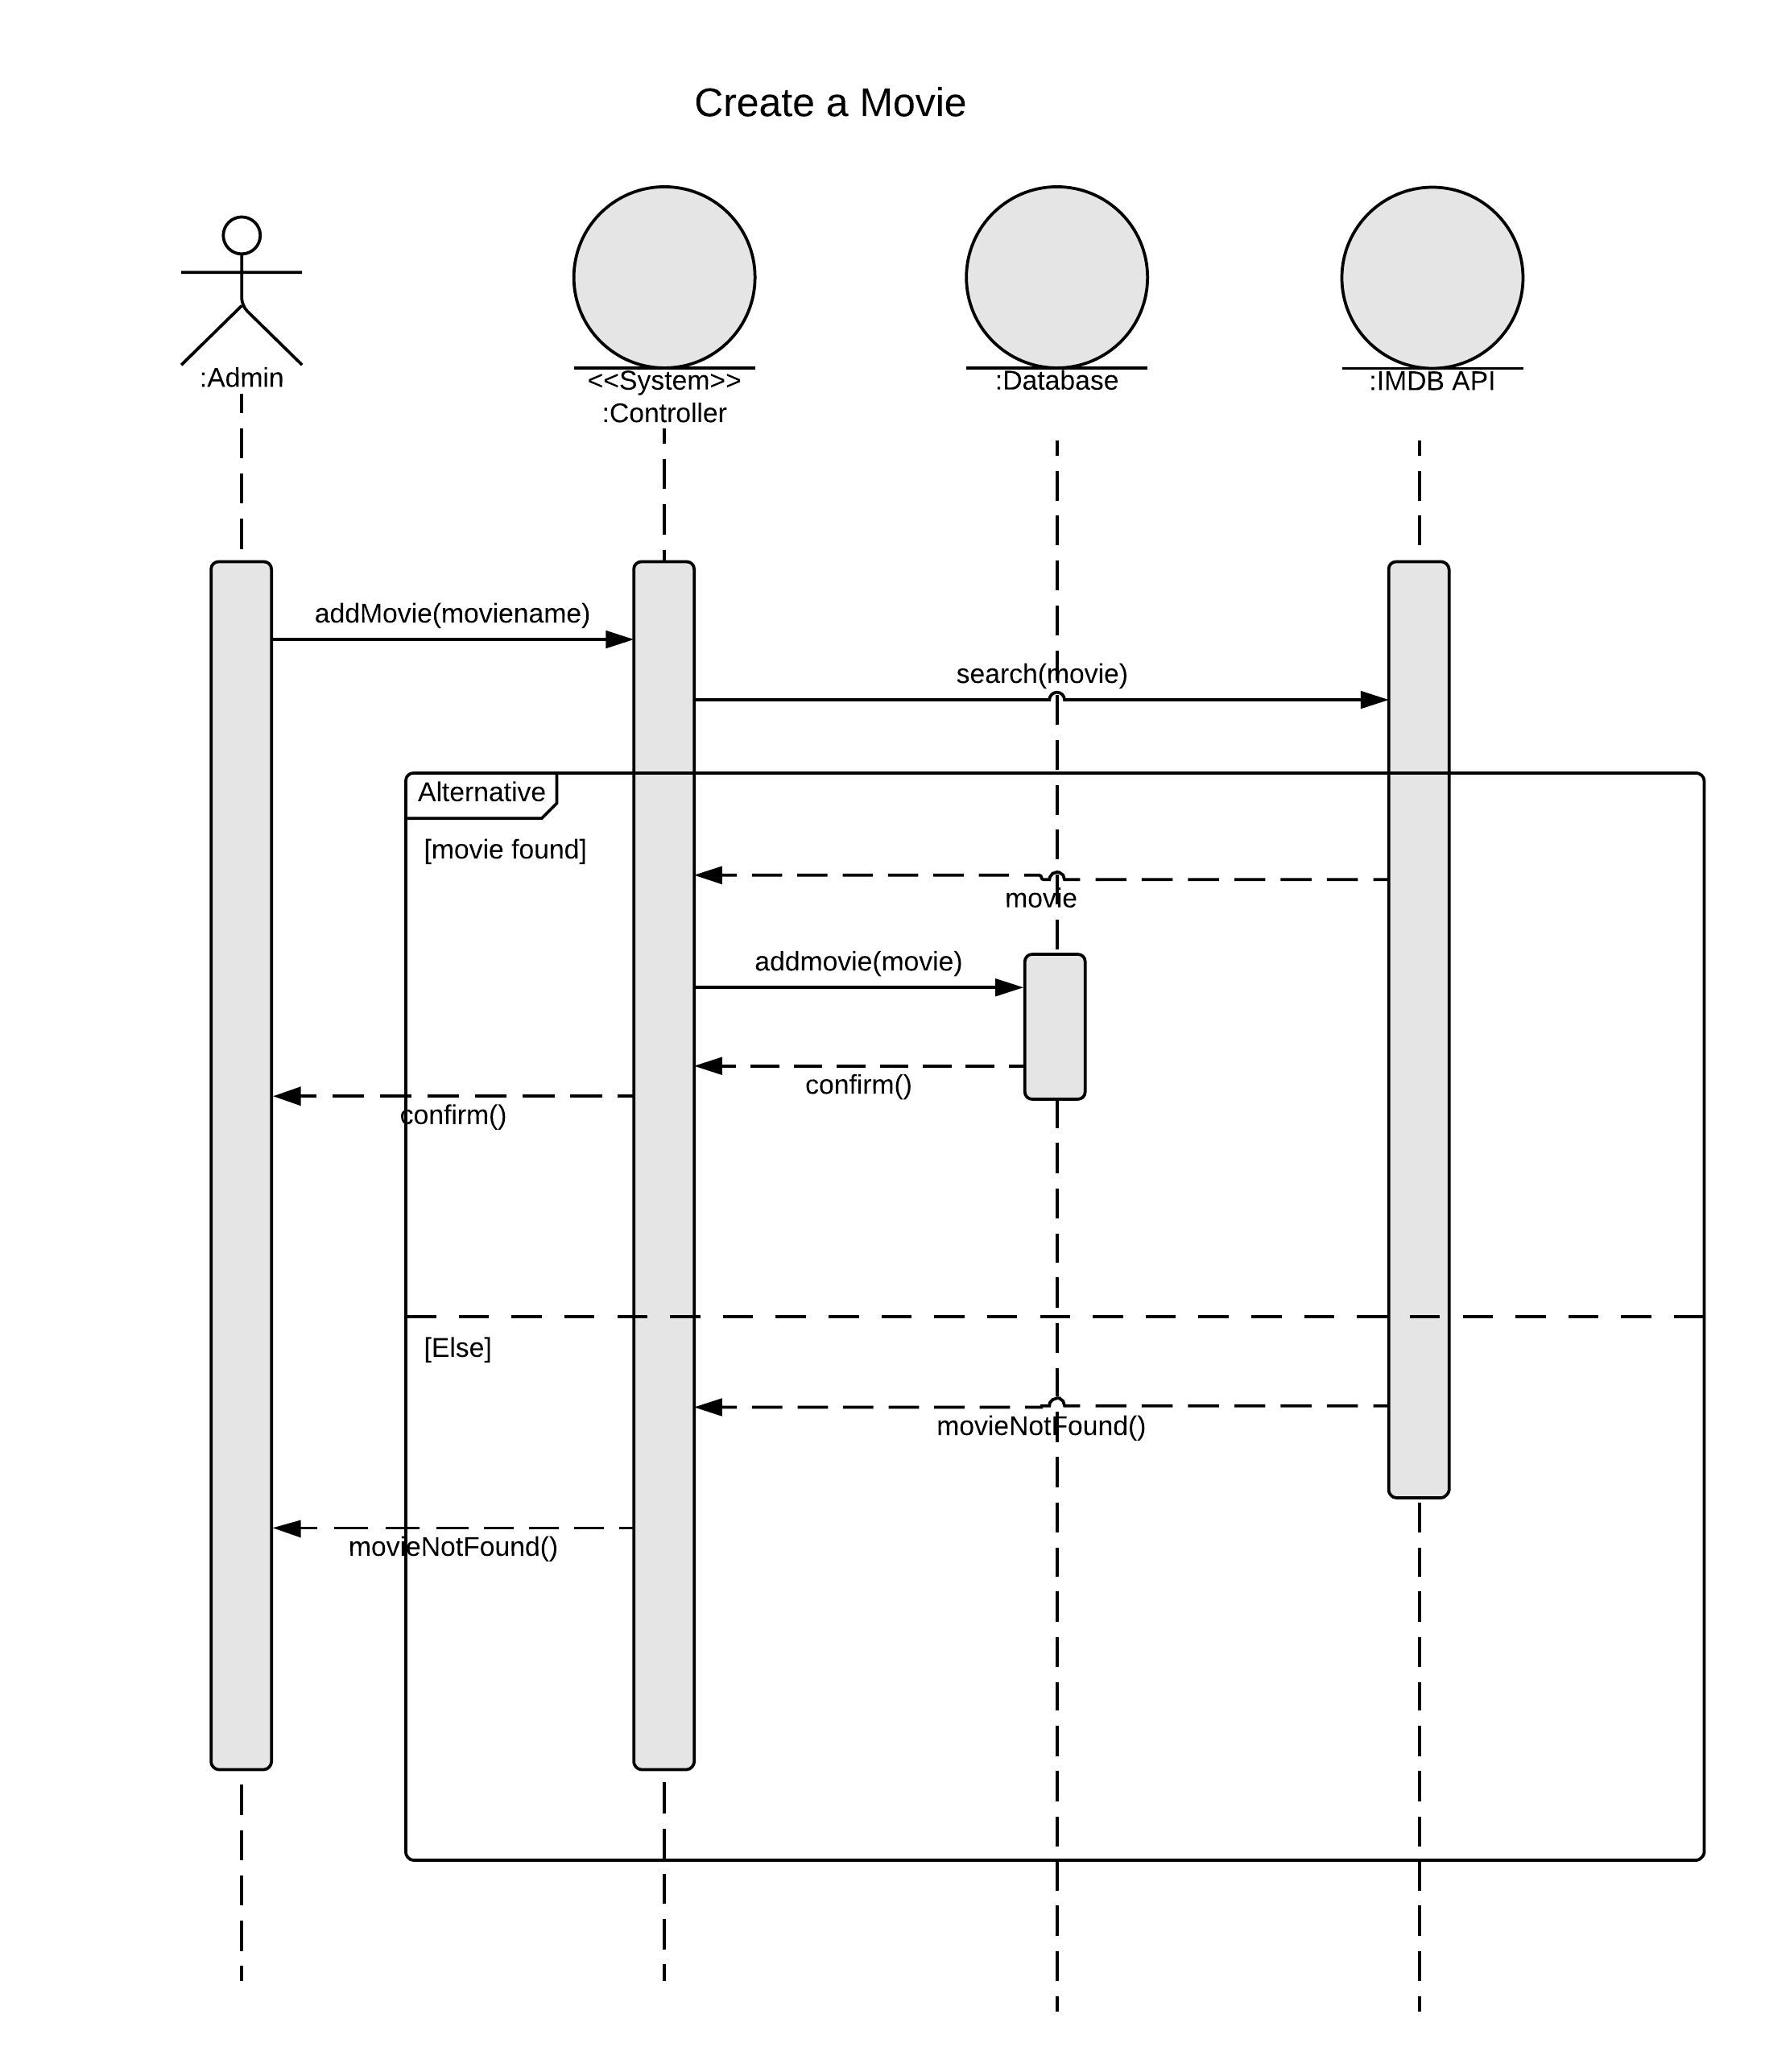 Create a Movie
:Admin
<<System>>
:Controller
:Database
:IMDB API
addMovie(moviename)
search(movie)
Alternative
[movie found]
movie
addmovie(movie)
confirm()
confirm()
[Else]
movieNotFound()
movieNotFound()